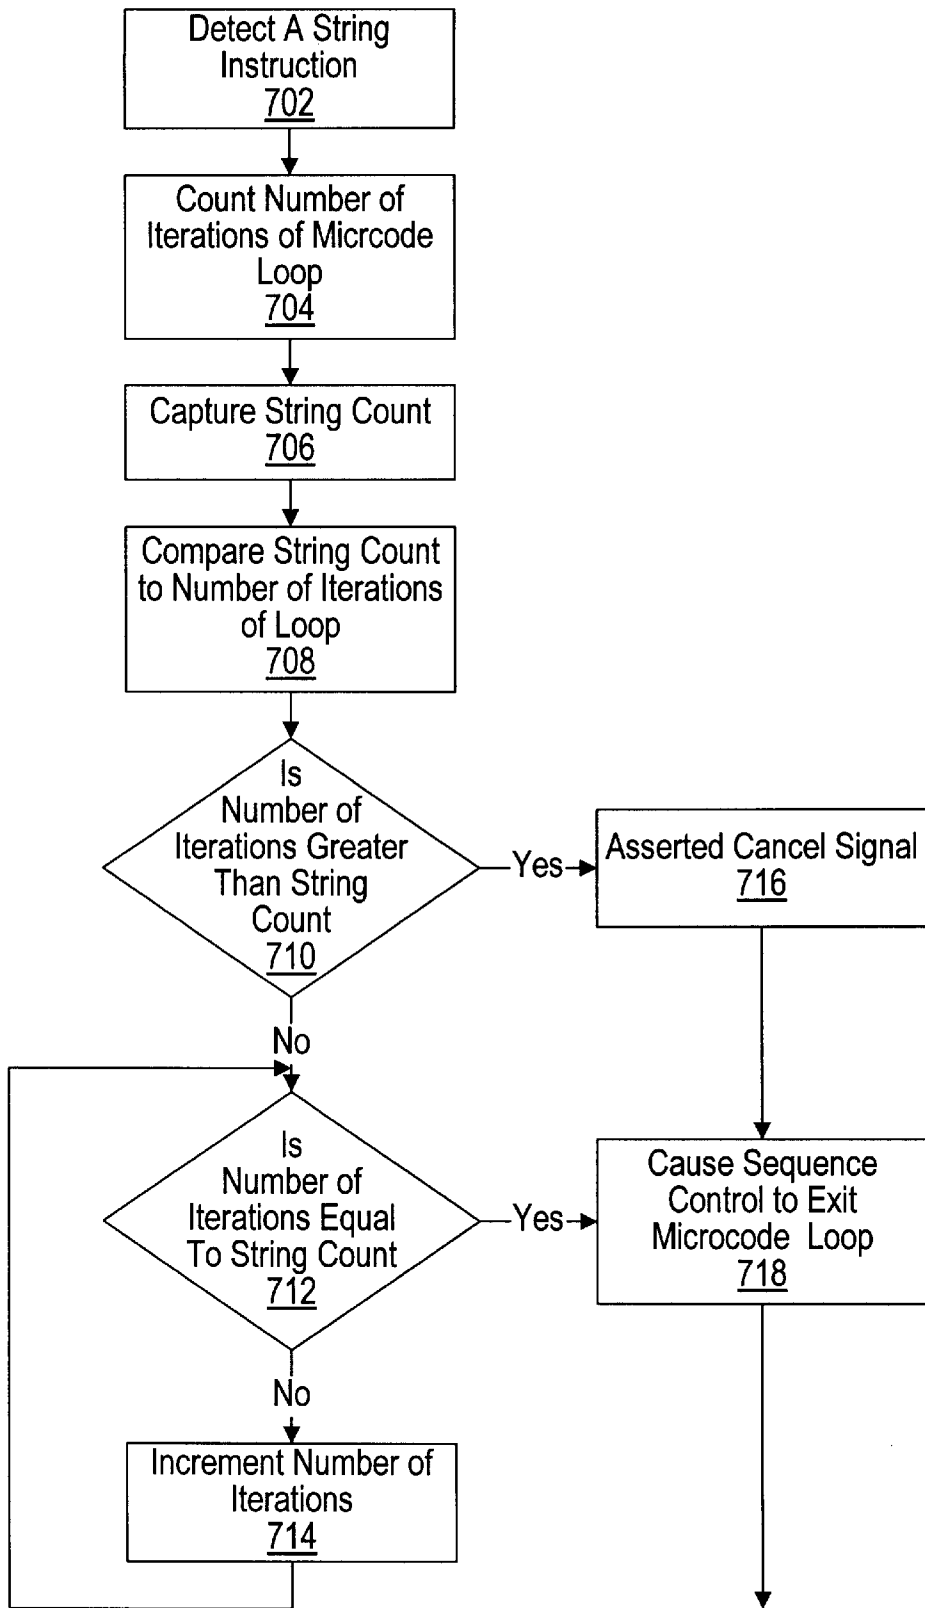 Detect A String
Instruction
702
Count Number of
Iterations of Micrcode
Loop
704
Capture String Count
706
Compare String Count
to Number of Iterations
of Loop
708
Is
Number of
Iterations Greater
Than String
Count
710
Yes
Asserted Cancel Signal
716
No
Is
Number of
Iterations Equal
To String Count
712
Yes
Cause Sequence
Control to Exit
Microcode Loop
718
No
Increment Number of
Iterations
714